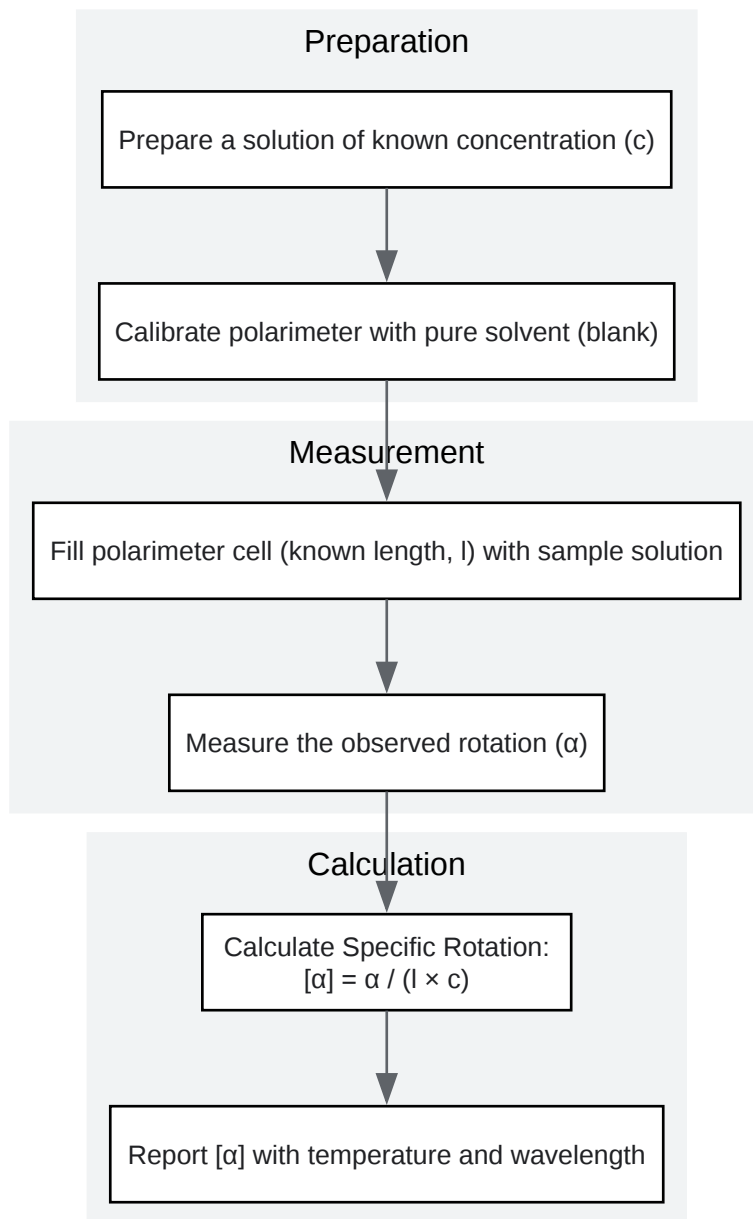 Preparation
Prepare a solution of known concentration (c)
Calibrate polarimeter with pure solvent (blank)
Measurement
Fill polarimeter cell (known length, l) with sample solution
Measure the observed rotation (α)
Calculation
Calculate Specific Rotation:
[α] = α / (l × c)
Report [α] with temperature and wavelength